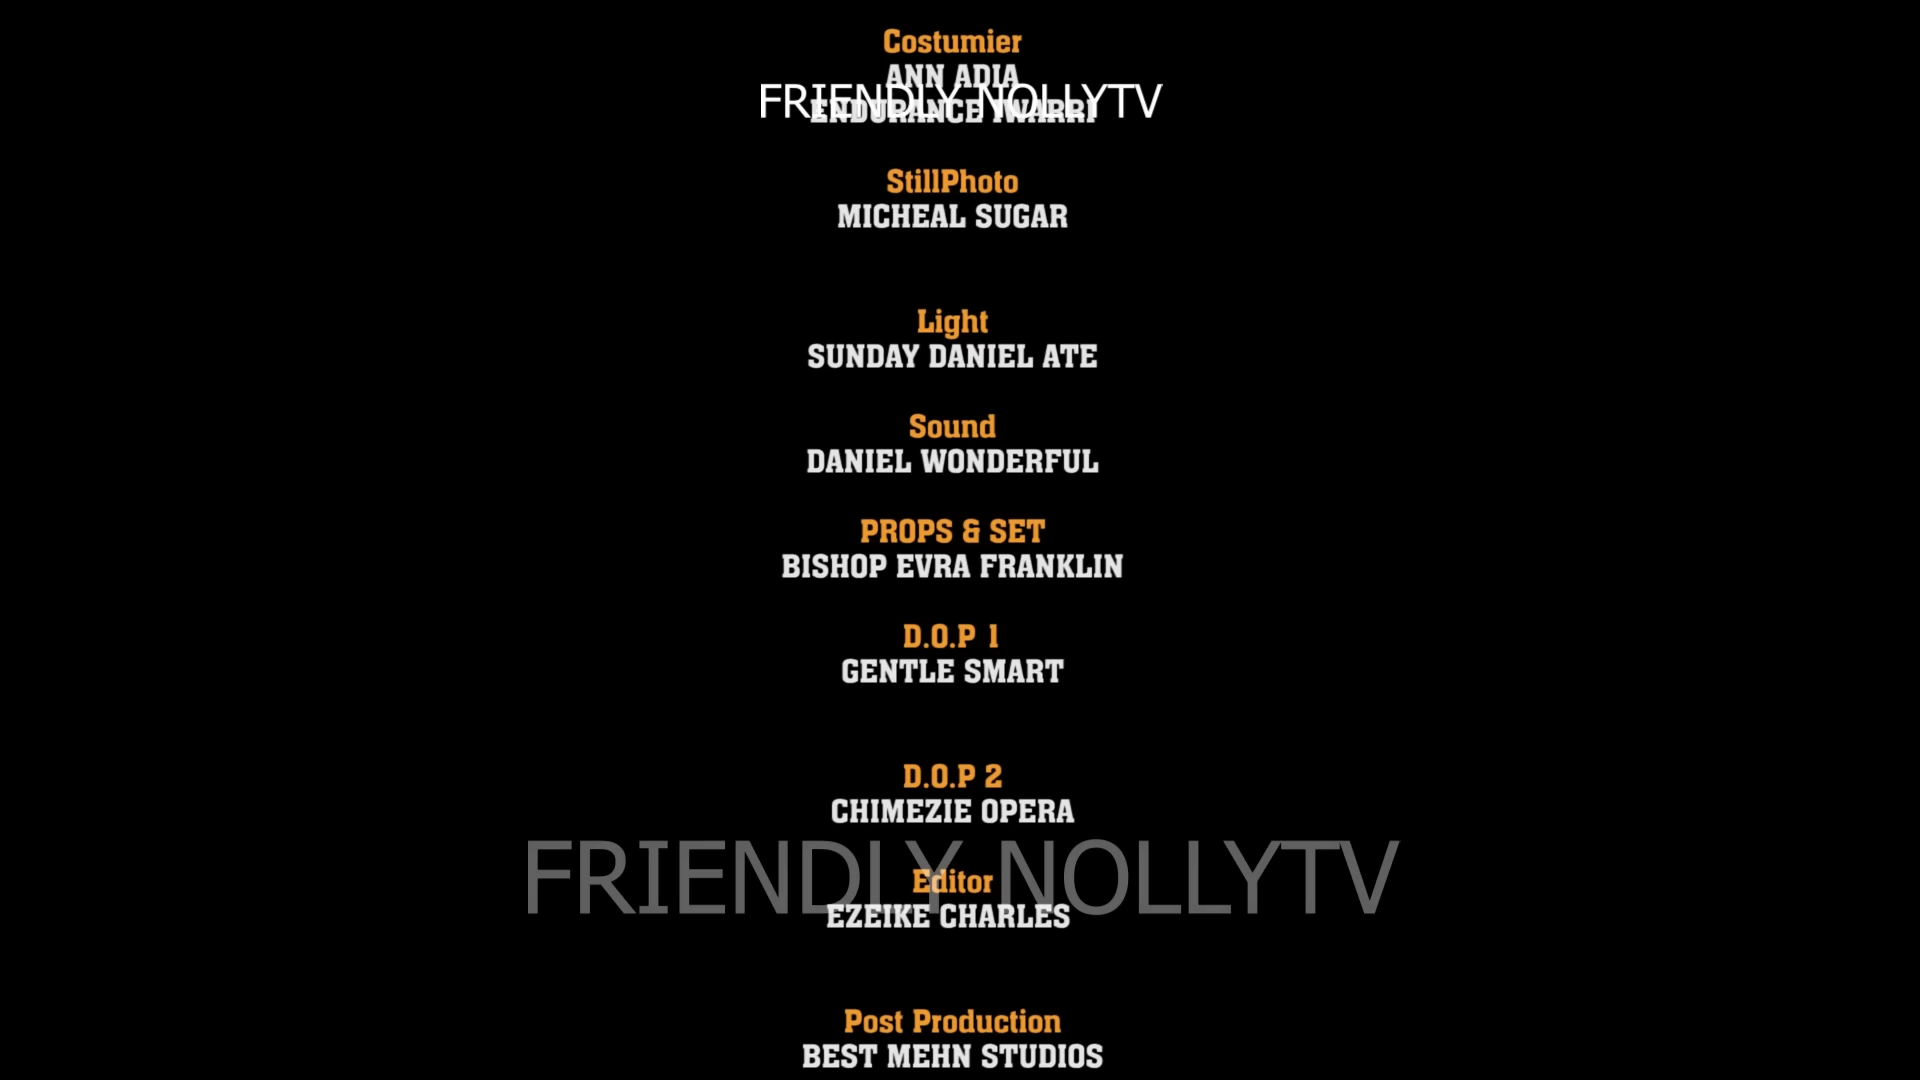 Costumier
ANN ADIA
FRIENDLY NOLLYTV
ENDURANCE IWARRI
StillPhoto
MICHEAL SUGAR
Light
SUNDAY DANIEL ATE
Sound
DANIEL WONDERFUL
PROPS & SET
BISHOP EVRA FRANKLIN
D.O.P 1
GENTLE SMART
D.O.P 2
CHIMEZIE OPERA
FRIENDLY NOLLYTV
Editor
EZEIKE CHARLES
Post Production
BEST MEHN STUDIOS